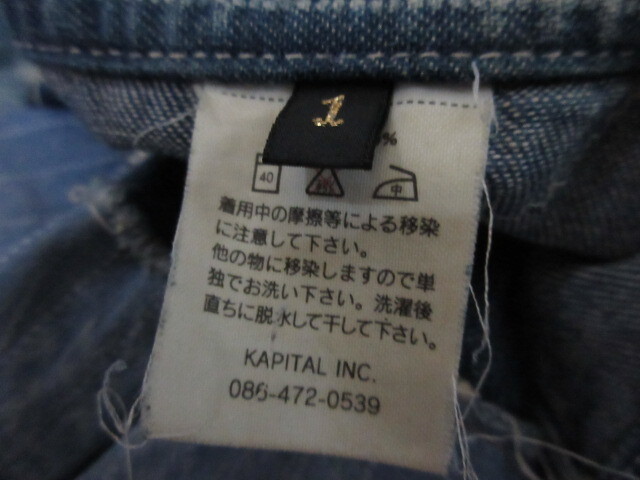 1
%
40
中
着用中の摩擦等による移染
に注意して下さい。
他の物に移染しますので単
独でお洗い下さい。洗濯後
直ちに脱水して干して下さい。
KAPITAL INC.
086-472-0539